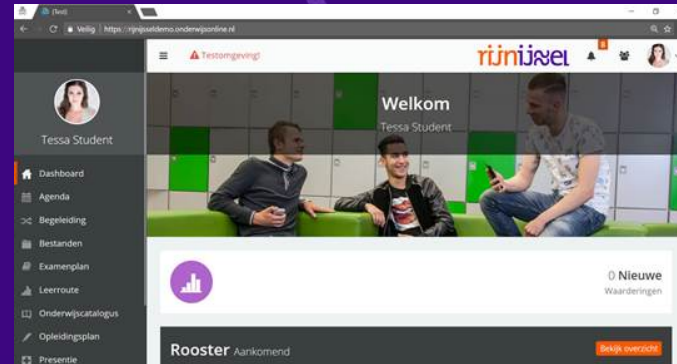 [Test]
Veilig | https://rijnijsseldemo.onderwijsonline.nl
Testomgeving!
rijnijssel
8
Tessa Student
Dashboard
Agenda
Begeleiding
Bestanden
Examenplan
Leerroute
Onderwijscatalogus
Opleidingsplan
Presentie
Welkom
Tessa Student
0 Nieuwe
Waarderingen
Rooster Aankomend
Bekijk overzicht